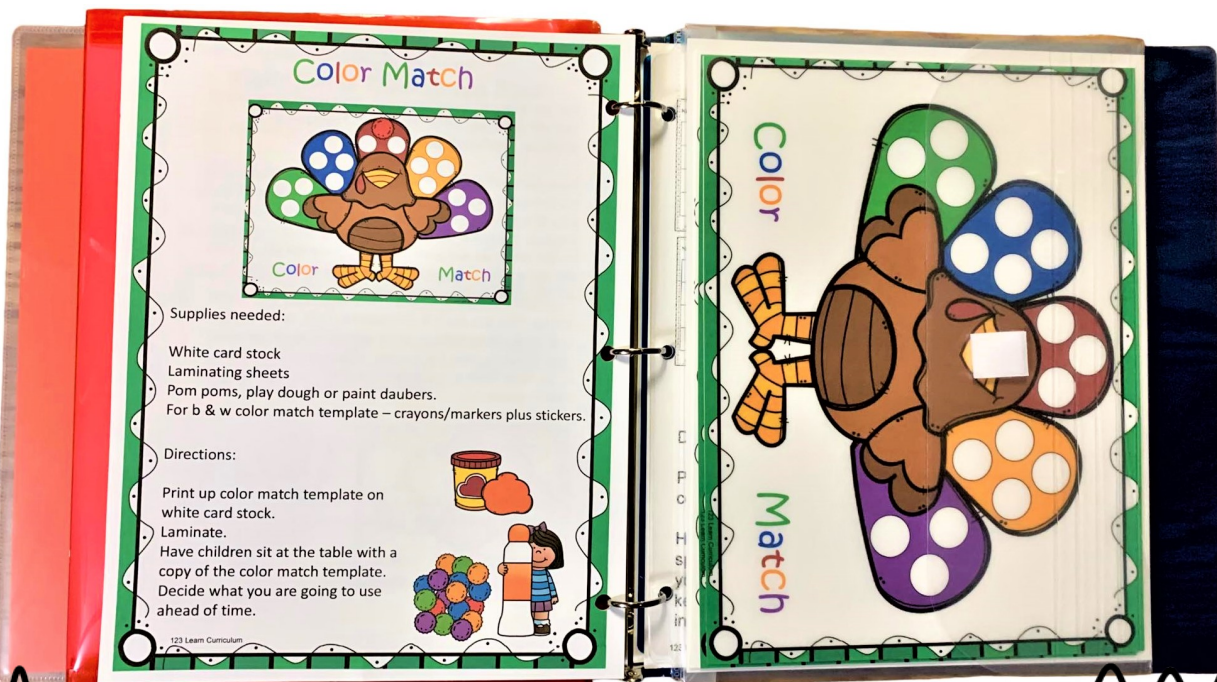 Color Match
Color Match
Supplies needed:
White card stock
Laminating sheets
Pom poms, play dough or paint daubers.
For b & w color match template – crayons/markers plus stickers.
Directions:
Print up color match template on
white card stock.
Laminate.
Have children sit at the table with a
copy of the color match template.
Decide what you are going to use
ahead of time.
123 Learn Curriculum
Color Match
123 Learn Curriculum